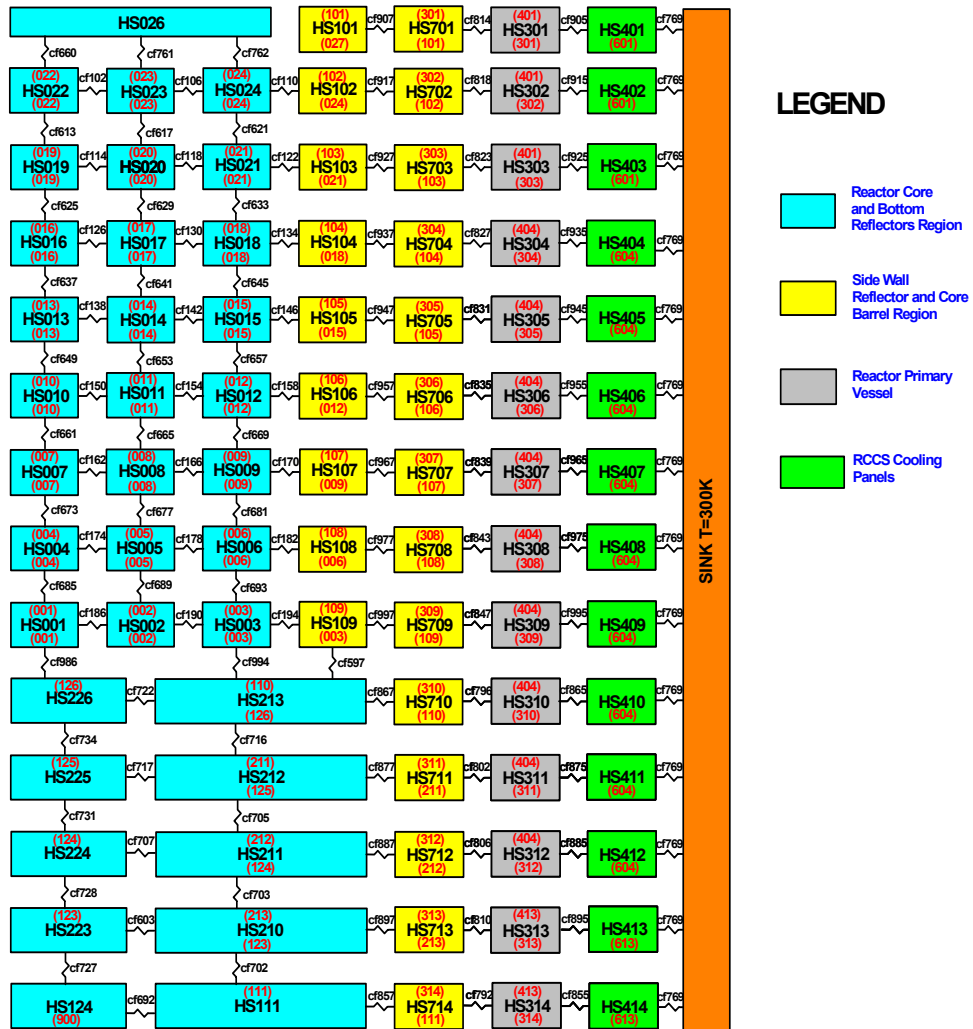 HS026
(101)
HS101
(027)
cf907
(301)
HS701
(101)
cf814
(401)
HS301
(301)
cf905
HS401
(601)
cf769
cf660
cf761
cf762
(022)
HS022
(022)
cf102
(023)
HS023
(023)
cf106
(024)
HS024
(024)
cf110
(102)
HS102
(024)
cf917
(302)
HS702
(102)
cf818
(401)
HS302
(302)
cf915
HS402
(601)
cf769
cf613
cf617
cf621
(019)
HS019
(019)
cf114
(020)
HS020
(020)
cf118
(021)
HS021
(021)
cf122
(103)
HS103
(021)
cf927
(303)
HS703
(103)
cf823
(401)
HS303
(303)
cf925
HS403
(601)
cf769
cf625
cf629
cf633
(016)
HS016
(016)
cf126
(017)
HS017
(017)
cf130
(018)
HS018
(018)
cf134
(104)
HS104
(018)
cf937
(304)
HS704
(104)
cf827
(404)
HS304
(304)
cf935
HS404
(604)
cf769
cf637
cf641
cf645
(013)
HS013
(013)
cf138
(014)
HS014
(014)
cf142
(015)
HS015
(015)
cf146
(105)
HS105
(015)
cf947
(305)
HS705
(105)
cf831
(404)
HS305
(305)
cf945
HS405
(604)
cf769
cf649
cf653
cf657
(010)
HS010
(010)
cf150
(011)
HS011
(011)
cf154
(012)
HS012
(012)
cf158
(106)
HS106
(012)
cf957
(306)
HS706
(106)
cf835
(404)
HS306
(306)
cf955
HS406
(604)
cf769
cf661
cf665
cf669
(007)
HS007
(007)
cf162
(008)
HS008
(008)
cf166
(009)
HS009
(009)
cf170
(107)
HS107
(009)
cf967
(307)
HS707
(107)
cf839
(404)
HS307
(307)
cf965
HS407
(604)
cf769
cf673
cf677
cf681
(004)
HS004
(004)
cf174
(005)
HS005
(005)
cf178
(006)
HS006
(006)
cf182
(108)
HS108
(006)
cf977
(308)
HS708
(108)
cf843
(404)
HS308
(308)
cf975
HS408
(604)
cf769
cf685
cf689
cf693
(001)
HS001
(001)
cf186
(002)
HS002
(002)
cf190
(003)
HS003
(003)
cf194
(109)
HS109
(003)
cf997
(309)
HS709
(109)
cf847
(404)
HS309
(309)
cf995
HS409
(604)
cf769
cf986
cf994
cf597
(126)
HS226
cf722
(110)
HS213
(126)
cf867
(310)
HS710
(110)
cf796
(404)
HS310
(310)
cf865
HS410
(604)
cf769
cf734
cf716
(125)
HS225
cf717
(211)
HS212
(125)
cf877
(311)
HS711
(211)
cf802
(404)
HS311
(311)
cf875
HS411
(604)
cf769
cf731
cf705
(124)
HS224
cf707
(212)
HS211
(124)
cf887
(312)
HS712
(212)
cf806
(404)
HS312
(312)
cf885
HS412
(604)
cf769
cf728
cf703
(123)
HS223
cf603
(213)
HS210
(123)
cf897
(313)
HS713
(213)
cf810
(413)
HS313
(313)
cf895
HS413
(613)
cf769
cf727
cf702
HS124
(900)
cf692
(111)
HS111
cf857
(314)
HS714
(111)
cf792
(413)
HS314
(314)
cf855
HS414
(613)
cf769
SINK T=300K
LEGEND
Reactor Core
and Bottom
Reflectors Region
Side Wall
Reflector and Core
Barrel Region
Reactor Primary
Vessel
RCCS Cooling
Panels